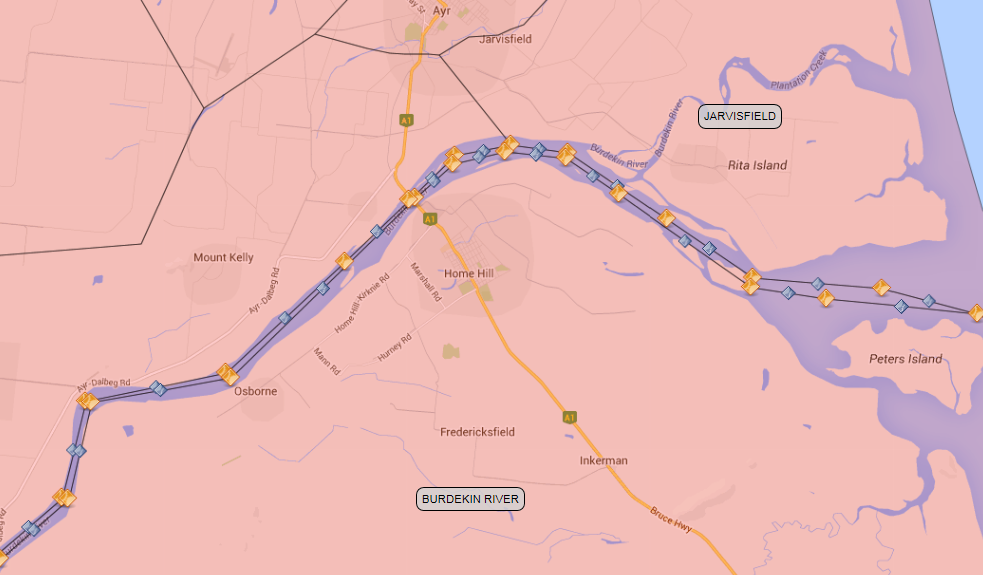 Ayr
Jarvisfield
Plantation Creek
A1
JARVISFIELD
Burdekin River
Burdekin River
Rita Island
A1
Mount Kelly
Home Hill
Marshall Rd
Ayr-Dalbeg Rd
Home Hill-Kirknie Rd
Hurney Rd
Mann Rd
Peters Island
Ayr-Dalbeg Rd
Osborne
A1
Fredericksfield
Inkerman
BURDEKIN RIVER
Bruce Hwy